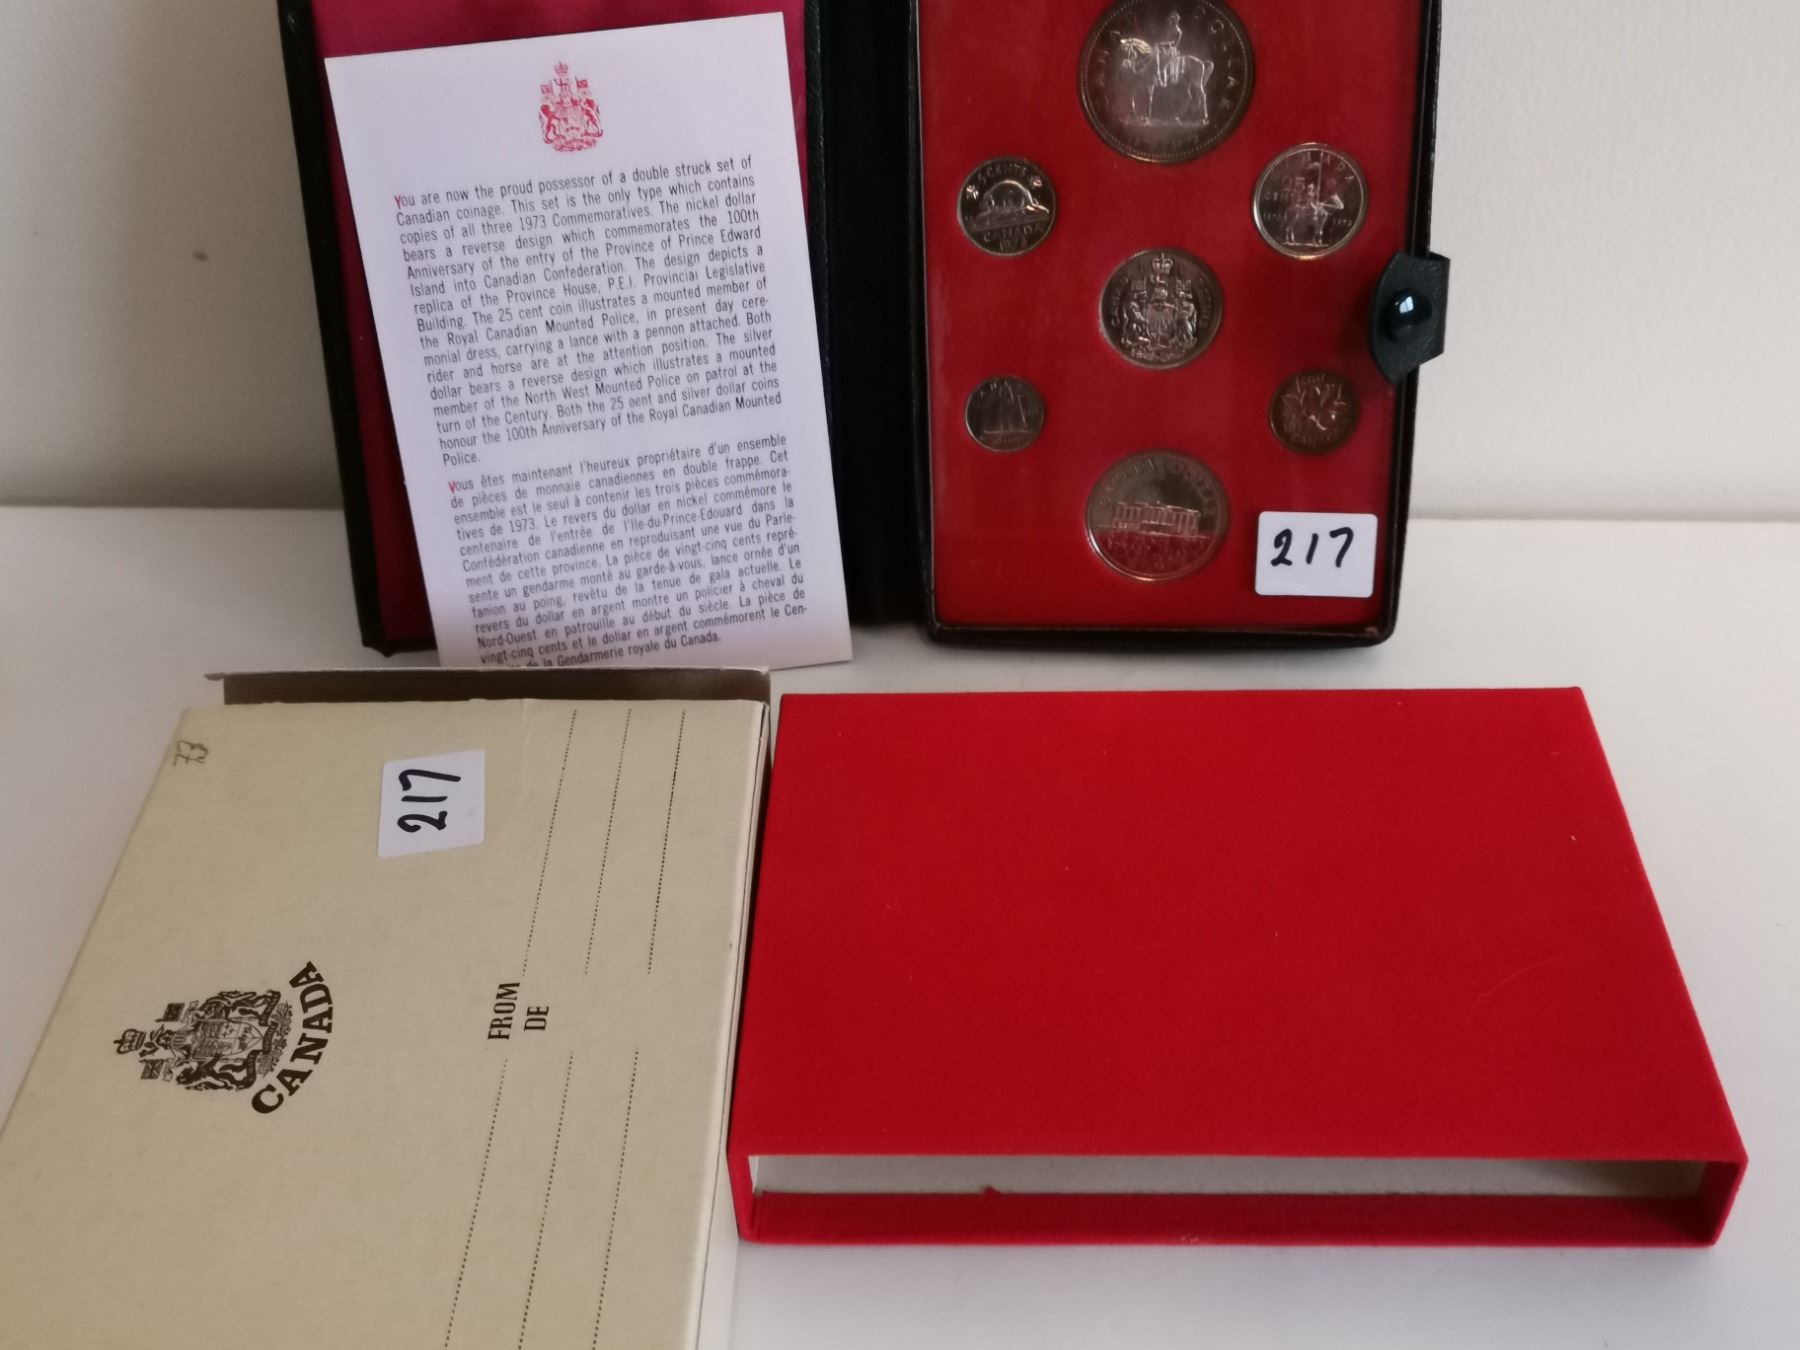 You are now the proud possessor of a double struck set of
Canadian coinage. This set is the only type which contains
copies of all three 1973 Commemoratives. The nickel dollar
bears a reverse design which commemorates the 100th
Anniversary of the entry of the Province of Prince Edward
Island into Canadian Confederation. The design depicts a
replica of the Province House, P.E.I. Provincial Legislative
Building. The 25 cent coin illustrates a mounted member of
the Royal Canadian Mounted Police, in present day cere-
monial dress, carrying a lance with a pennon attached. Both
rider and horse are at the attention position. The silver
dollar bears a reverse design which illustrates a mounted
member of the North West Mounted Police on patrol at the
turn of the Century. Both the 25 cent and silver dollar coins
honour the 100th Anniversary of the Royal Canadian Mounted
Police.
Vous êtes maintenant l'heureux propriétaire d'un ensemble
de pièces de monnaie canadiennes en double frappe. Cet
ensemble est le seul à contenir les trois pièces commémora-
tives de 1973. Le revers du dollar en nickel commémore le
centenaire de l'entrée de l'Ile-du-Prince-Edouard dans la
Confédération canadienne en reproduisant une vue du Parle-
ment de cette province. La pièce de vingt-cinq cents repré-
sente un gendarme monté au garde-à-vous, lance ornée d'un
fanion au poing, revêtu de la tenue de gala actuelle. Le
revers du dollar en argent montre un policier à cheval du
Nord-Ouest en patrouille au début du siècle. La pièce de
vingt-cinq cents et le dollar en argent commémorent le Cen-
de la Gendarmerie royale du Canada.
5 CENTS
CANADA
1973
CANADA
217
73
217
CANADA
FROM
DE